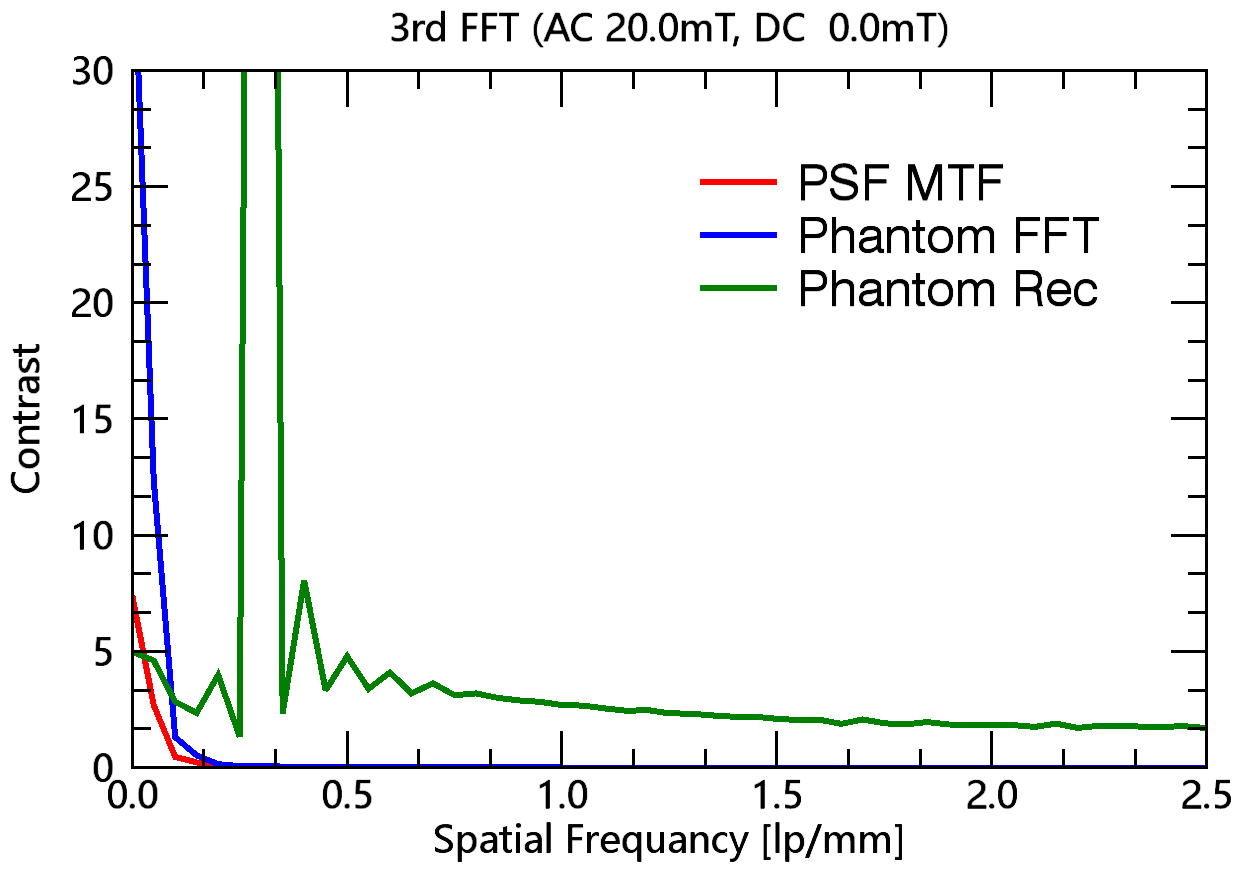 3rd FFT (AC 20.0mT, DC  0.0mT)
30
25
20
15
10
5
0
Contrast
PSF MTF
Phantom FFT
Phantom Rec
0.0 0.5 1.0 1.5 2.0 2.5
Spatial Frequancy [lp/mm]